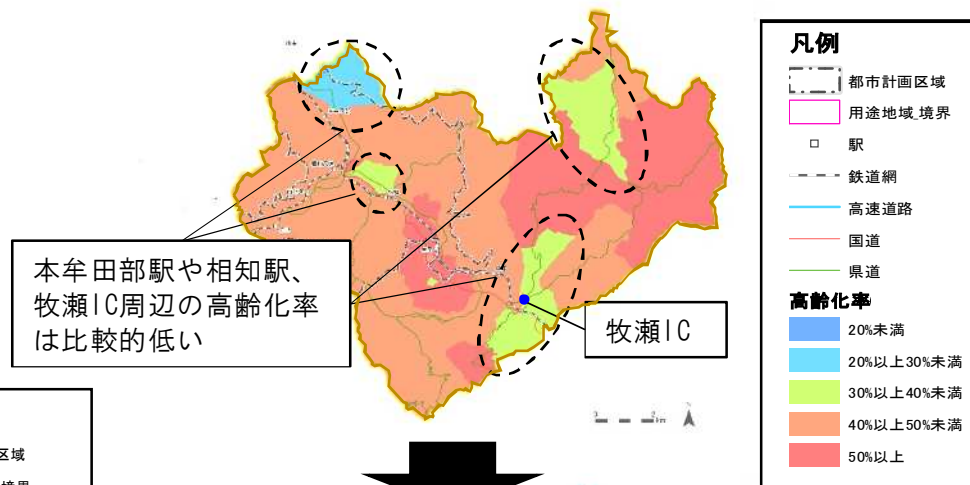 本牟田部駅や相知駅、
牧瀬IC周辺の高齢化率
は比較的低い
牧瀬IC
凡例
都市計画区域
用途地域_境界
駅
鉄道網
高速道路
国道
県道
高齢化率
20%未満
20%以上30%未満
30%以上40%未満
40%以上50%未満
50%以上
区域
境界